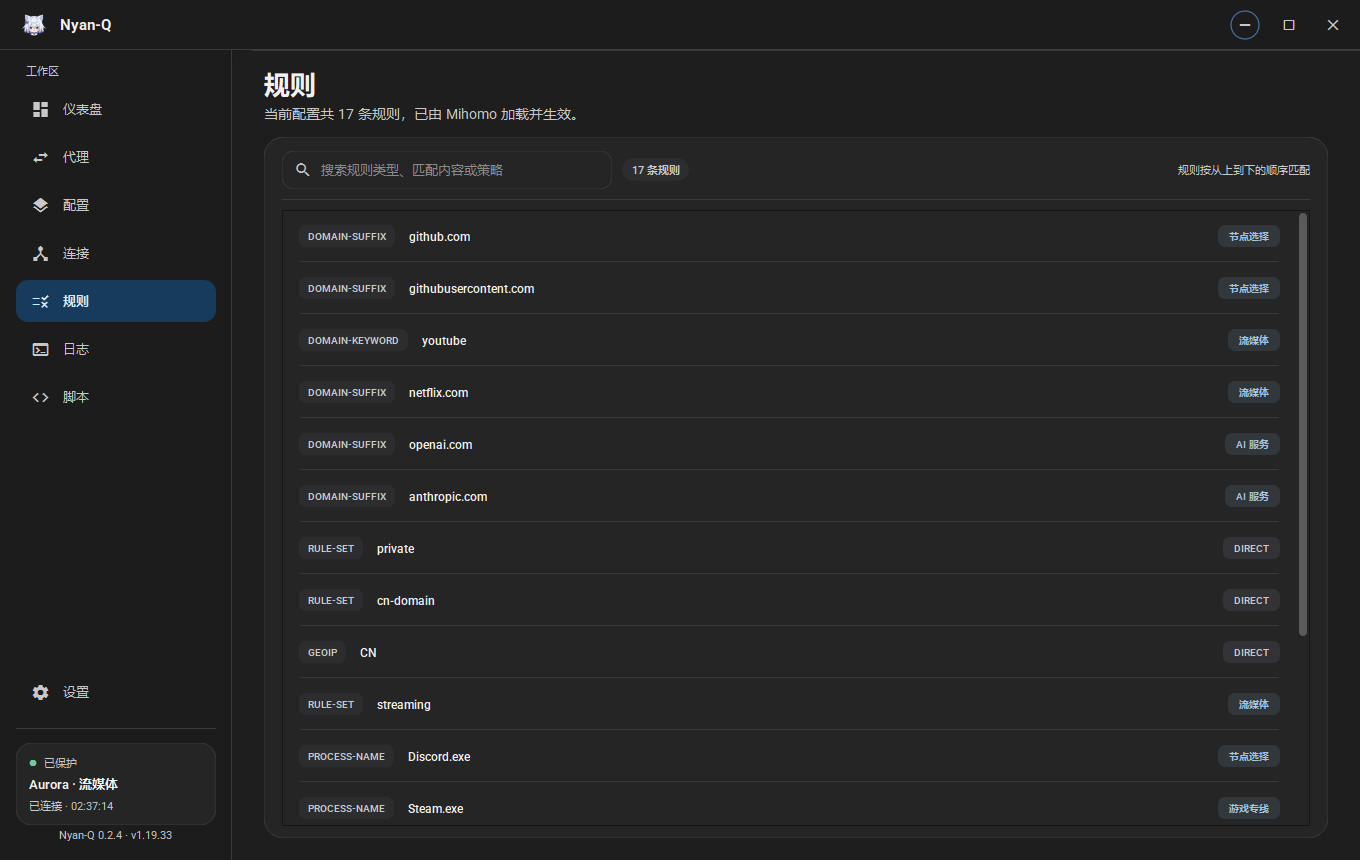 Nyan-Q
工作区
仪表盘
代理
配置
连接
规则
日志
脚本
设置
已保护
Aurora · 流媒体
已连接 · 02:37:14
Nyan-Q 0.2.4 · v1.19.33
规则
当前配置共 17 条规则，已由 Mihomo 加载并生效。
搜索规则类型、匹配内容或策略 17 条规则 规则按从上到下的顺序匹配
DOMAIN-SUFFIX github.com 节点选择
DOMAIN-SUFFIX githubusercontent.com 节点选择
DOMAIN-KEYWORD youtube 流媒体
DOMAIN-SUFFIX netflix.com 流媒体
DOMAIN-SUFFIX openai.com AI 服务
DOMAIN-SUFFIX anthropic.com AI 服务
RULE-SET private DIRECT
RULE-SET cn-domain DIRECT
GEOIP CN DIRECT
RULE-SET streaming 流媒体
PROCESS-NAME Discord.exe 节点选择
PROCESS-NAME Steam.exe 游戏专线